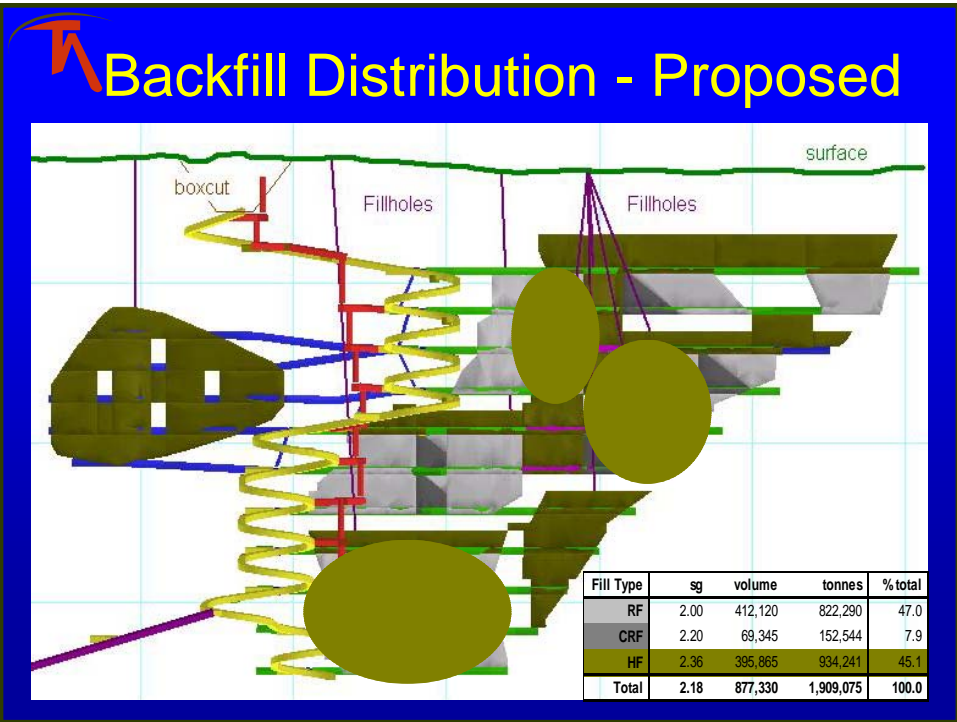 Backfill Distribution - Proposed
surface
boxcut
Fillholes Fillholes
Fill Type sg volume tonnes % total
RF 2.00 412,120 822,290 47.0
CRF 2.20 69,345 152,544 7.9
HF 2.36 395,865 934,241 45.1
Total 2.18 877,330 1,909,075 100.0